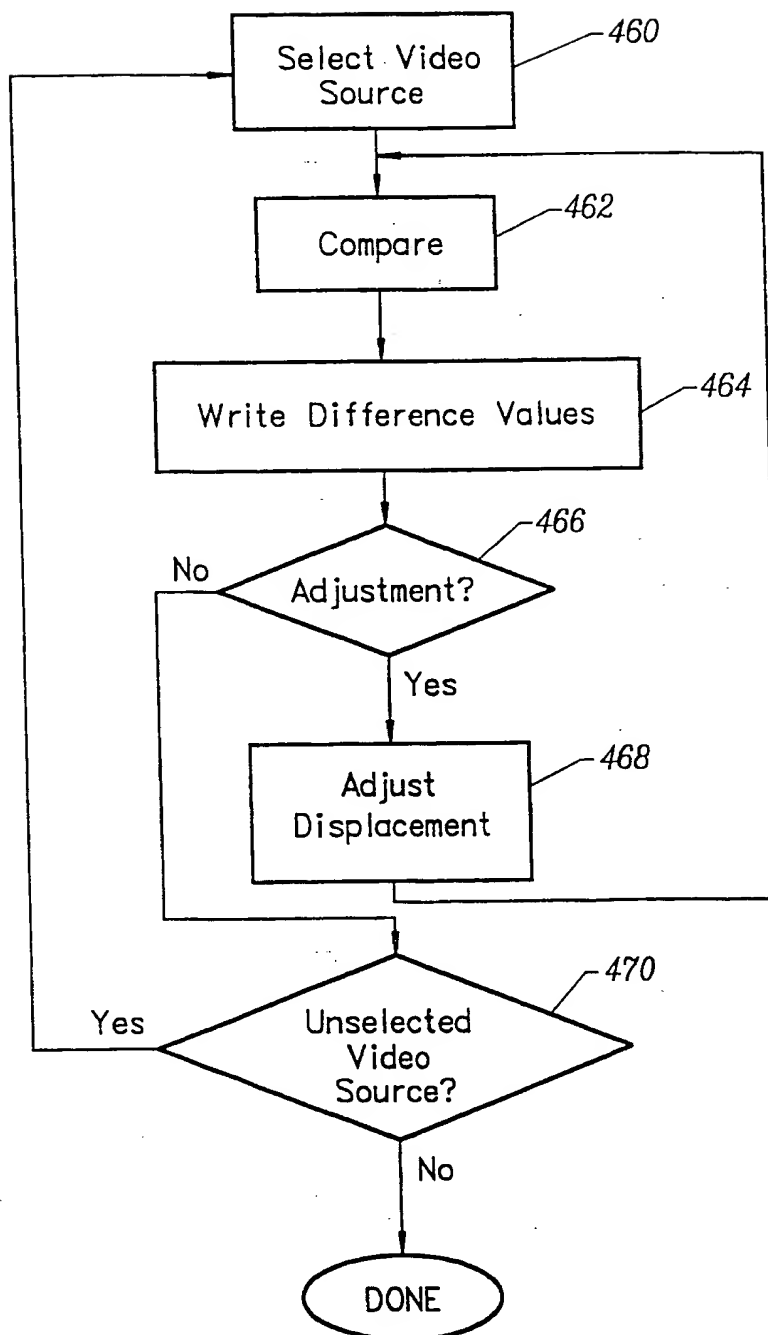 460
Select Video
Source
462
Compare
464
Write Difference Values
466
No
Adjustment?
Yes
468
Adjust
Displacement
470
Yes
Unselected
Video
Source?
No
DONE